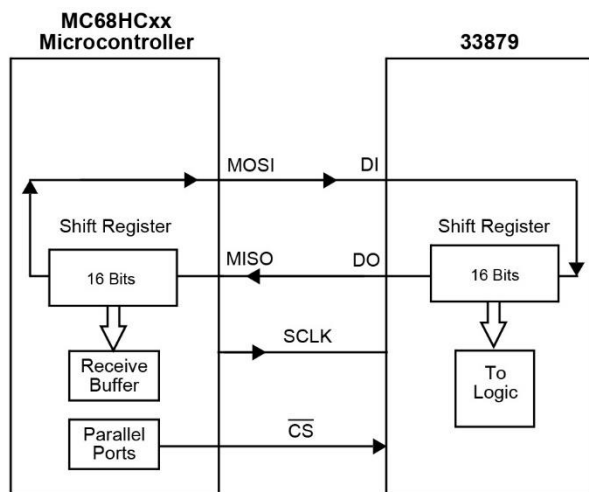 MC68HCxx
Microcontroller
33879
MOSI
DI
Shift Register
Shift Register
MISO
DO
16 Bits
16 Bits
SCLK
Receive
Buffer
To
Logic
Parallel
Ports
CS